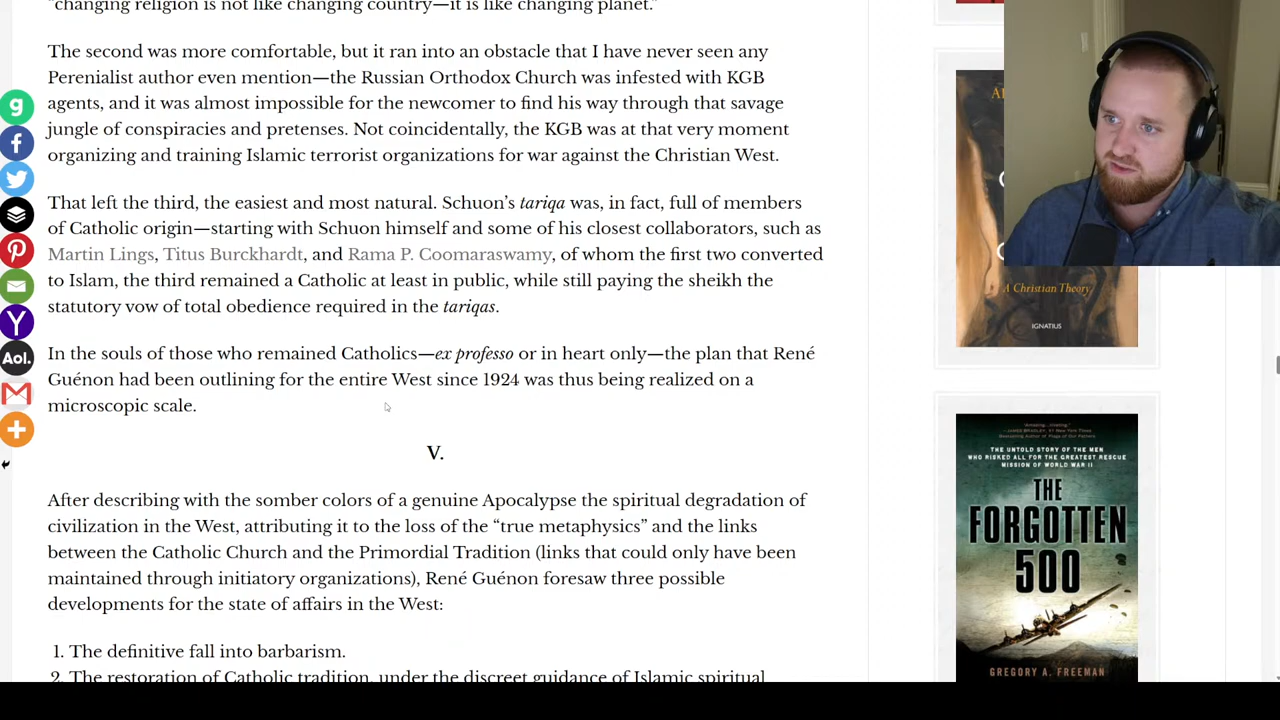 "changing religion is not like changing country—it is like changing planet."
The second was more comfortable, but it ran into an obstacle that I have never seen any
Perenialist author even mention—the Russian Orthodox Church was infested with KGB
agents, and it was almost impossible for the newcomer to find his way through that savage
jungle of conspiracies and pretenses. Not coincidentally, the KGB was at that very moment
organizing and training Islamic terrorist organizations for war against the Christian West.
That left the third, the easiest and most natural. Schuon's tariqa was, in fact, full of members
of Catholic origin—starting with Schuon himself and some of his closest collaborators, such as
Martin Lings, Titus Burckhardt, and Rama P. Coomaraswamy, of whom the first two converted
to Islam, the third remained a Catholic at least in public, while still paying the sheikh the
statutory vow of total obedience required in the tariqas.
In the souls of those who remained Catholics—ex professo or in heart only—the plan that René
Guénon had been outlining for the entire West since 1924 was thus being realized on a
microscopic scale.
V.
After describing with the somber colors of a genuine Apocalypse the spiritual degradation of
civilization in the West, attributing it to the loss of the "true metaphysics" and the links
between the Catholic Church and the Primordial Tradition (links that could only have been
maintained through initiatory organizations), René Guénon foresaw three possible
developments for the state of affairs in the West:
1. The definitive fall into barbarism.
2. The restoration of Catholic tradition under the discreet guidance of Islamic spiritual
g
Aol.
A Christian Theory
IGNATIUS
THE UNTOLD STORY OF THE MEN
WHO RISKED ALL FOR THE GREATEST RESCUE
MISSION OF WORLD WAR II
THE
FORGOTTEN
500
GREGORY A. FREEMAN